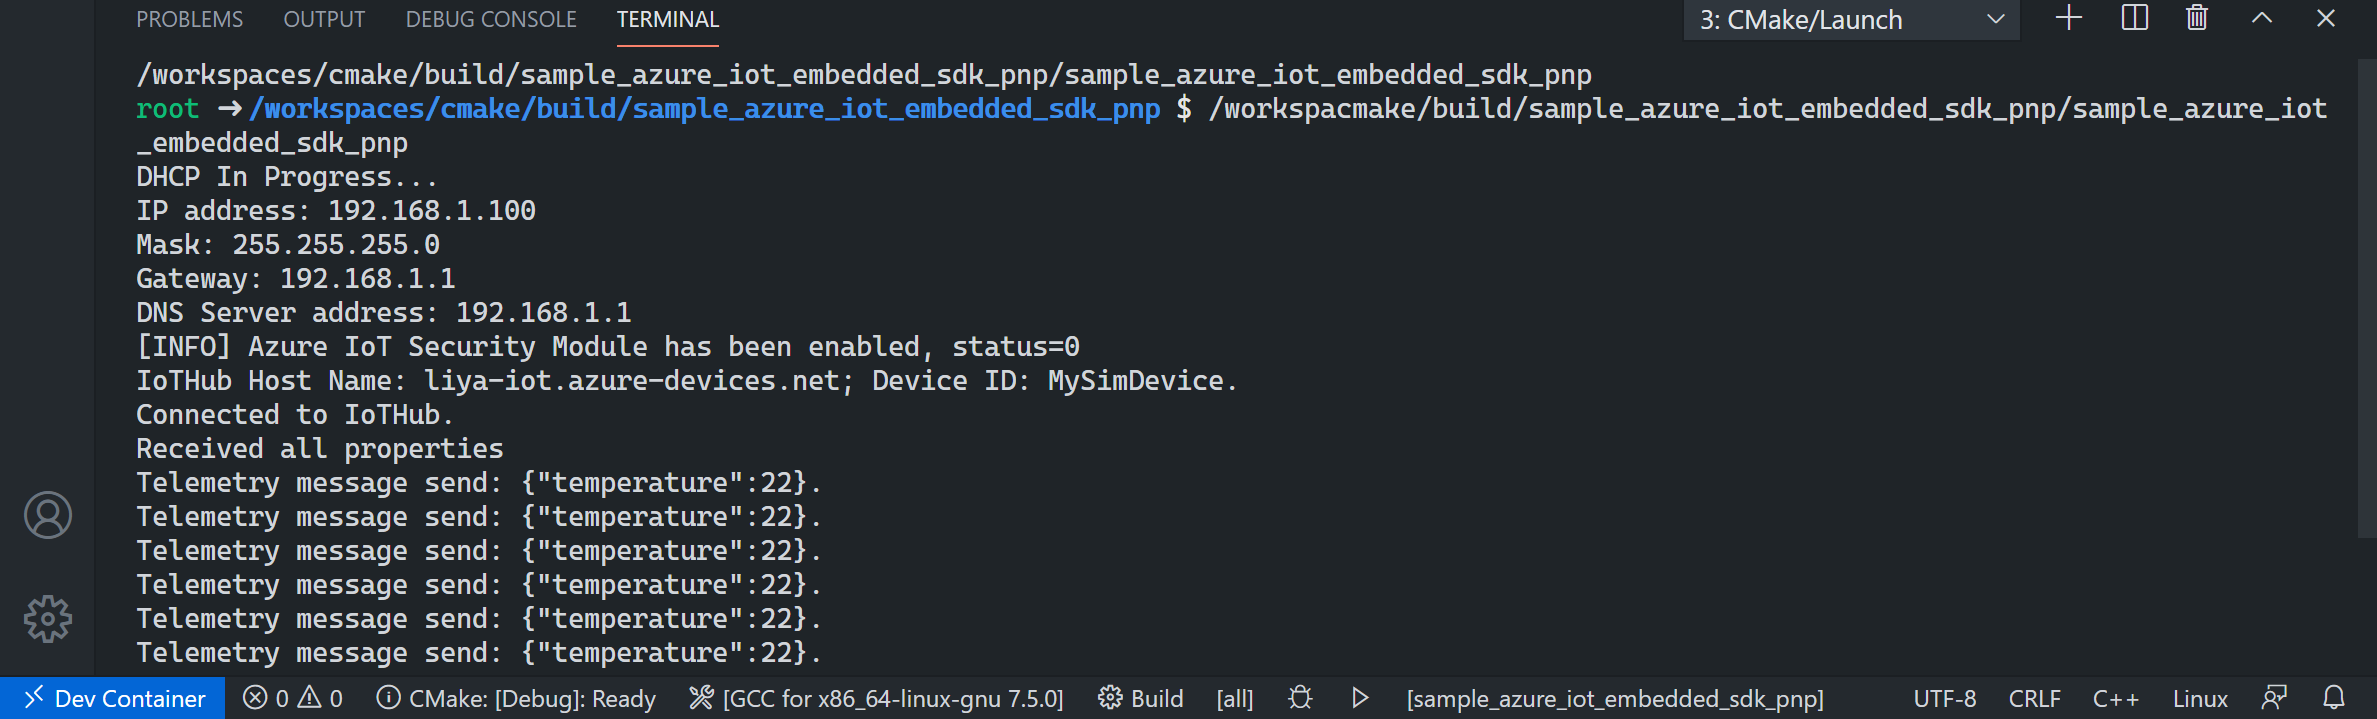 PROBLEMS OUTPUT DEBUG CONSOLE TERMINAL 3: CMake/Launch
/workspaces/cmake/build/sample_azure_iot_embedded_sdk_pnp/sample_azure_iot_embedded_sdk_pnp
root ➜ /workspaces/cmake/build/sample_azure_iot_embedded_sdk_pnp $ /workspacmake/build/sample_azure_iot_embedded_sdk_pnp/sample_azure_iot
_embedded_sdk_pnp
DHCP In Progress...
IP address: 192.168.1.100
Mask: 255.255.255.0
Gateway: 192.168.1.1
DNS Server address: 192.168.1.1
[INFO] Azure IoT Security Module has been enabled, status=0
IoTHub Host Name: liya-iot.azure-devices.net; Device ID: MySimDevice.
Connected to IoTHub.
Received all properties
Telemetry message send: {"temperature":22}.
Telemetry message send: {"temperature":22}.
Telemetry message send: {"temperature":22}.
Telemetry message send: {"temperature":22}.
Telemetry message send: {"temperature":22}.
Telemetry message send: {"temperature":22}.
Dev Container 0 0 CMake: [Debug]: Ready [GCC for x86_64-linux-gnu 7.5.0] Build [all] [sample_azure_iot_embedded_sdk_pnp] UTF-8 CRLF C++ Linux